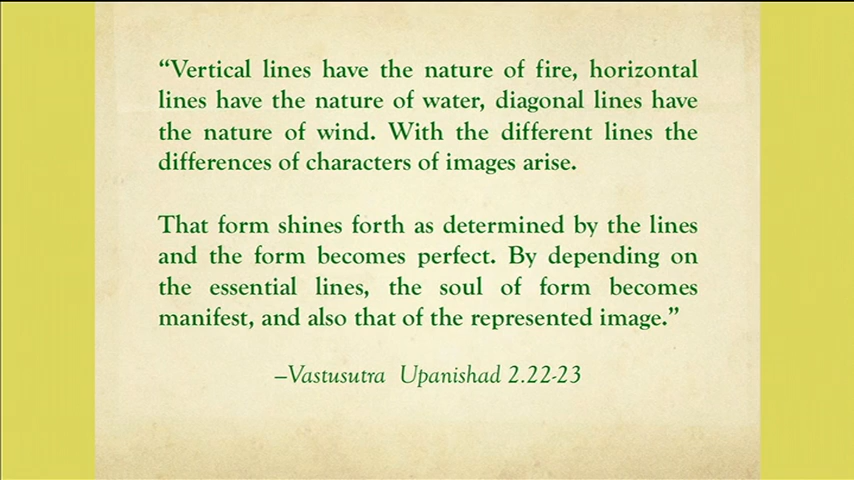 “Vertical lines have the nature of fire, horizontal
lines have the nature of water, diagonal lines have
the nature of wind. With the different lines the
differences of characters of images arise.
That form shines forth as determined by the lines
and the form becomes perfect. By depending on
the essential lines, the soul of form becomes
manifest, and also that of the represented image.”
–Vastusutra Upanishad 2.22-23